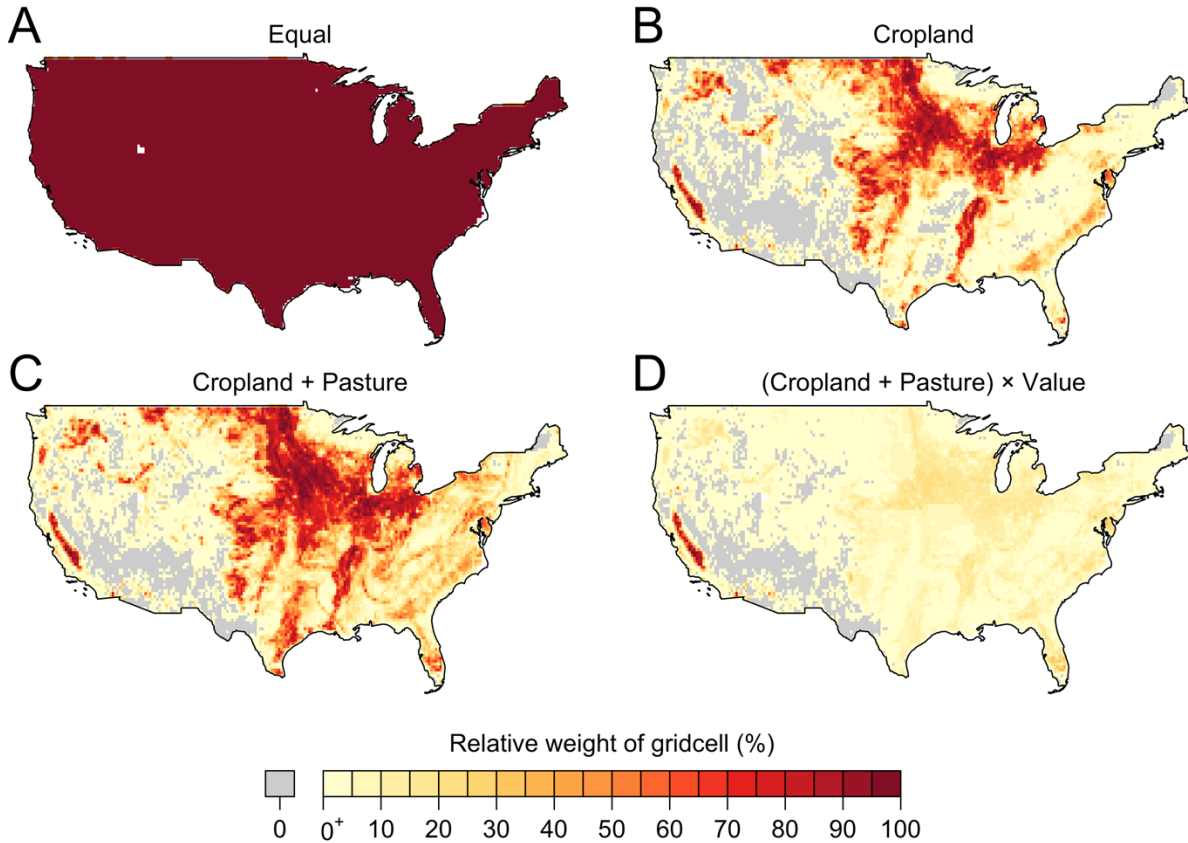 A
Equal
B
Cropland
C
Cropland + Pasture
D
(Cropland + Pasture) × Value
Relative weight of gridcell (%)
0 0⁺ 10 20 30 40 50 60 70 80 90 100